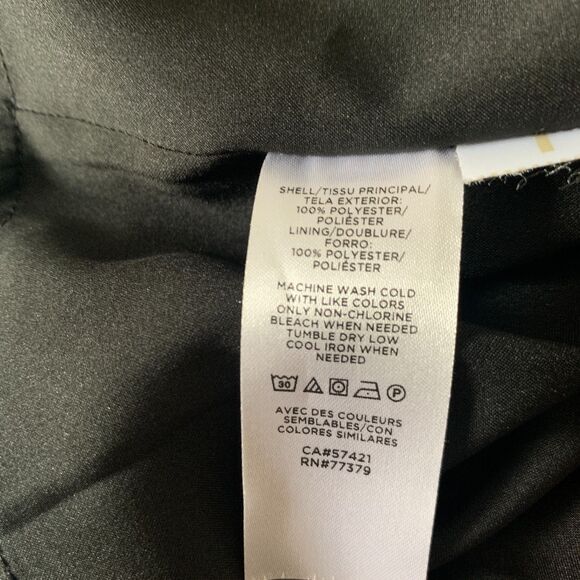 SHELL/TISSU PRINCIPAL/
TELA EXTERIOR:
100% POLYESTER/
POLIÉSTER
LINING/DOUBLURE/
FORRO:
100% POLYESTER/
POLIÉSTER
MACHINE WASH COLD
WITH LIKE COLORS
ONLY NON-CHLORINE
BLEACH WHEN NEEDED
TUMBLE DRY LOW
COOL IRON WHEN
NEEDED
30 P
AVEC DES COULEURS
SEMBLABLES/CON
COLORES SIMILARES
CA#57421
RN#77379